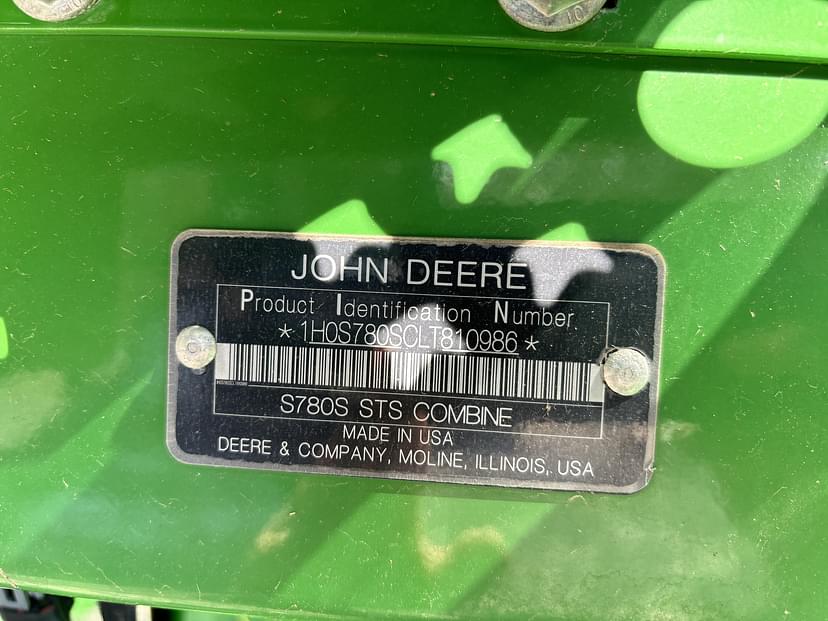 JOHN DEERE
Product Identification Number
*1H0S780SCLT810986*
S780S STS COMBINE
MADE IN USA
DEERE & COMPANY, MOLINE, ILLINOIS, USA